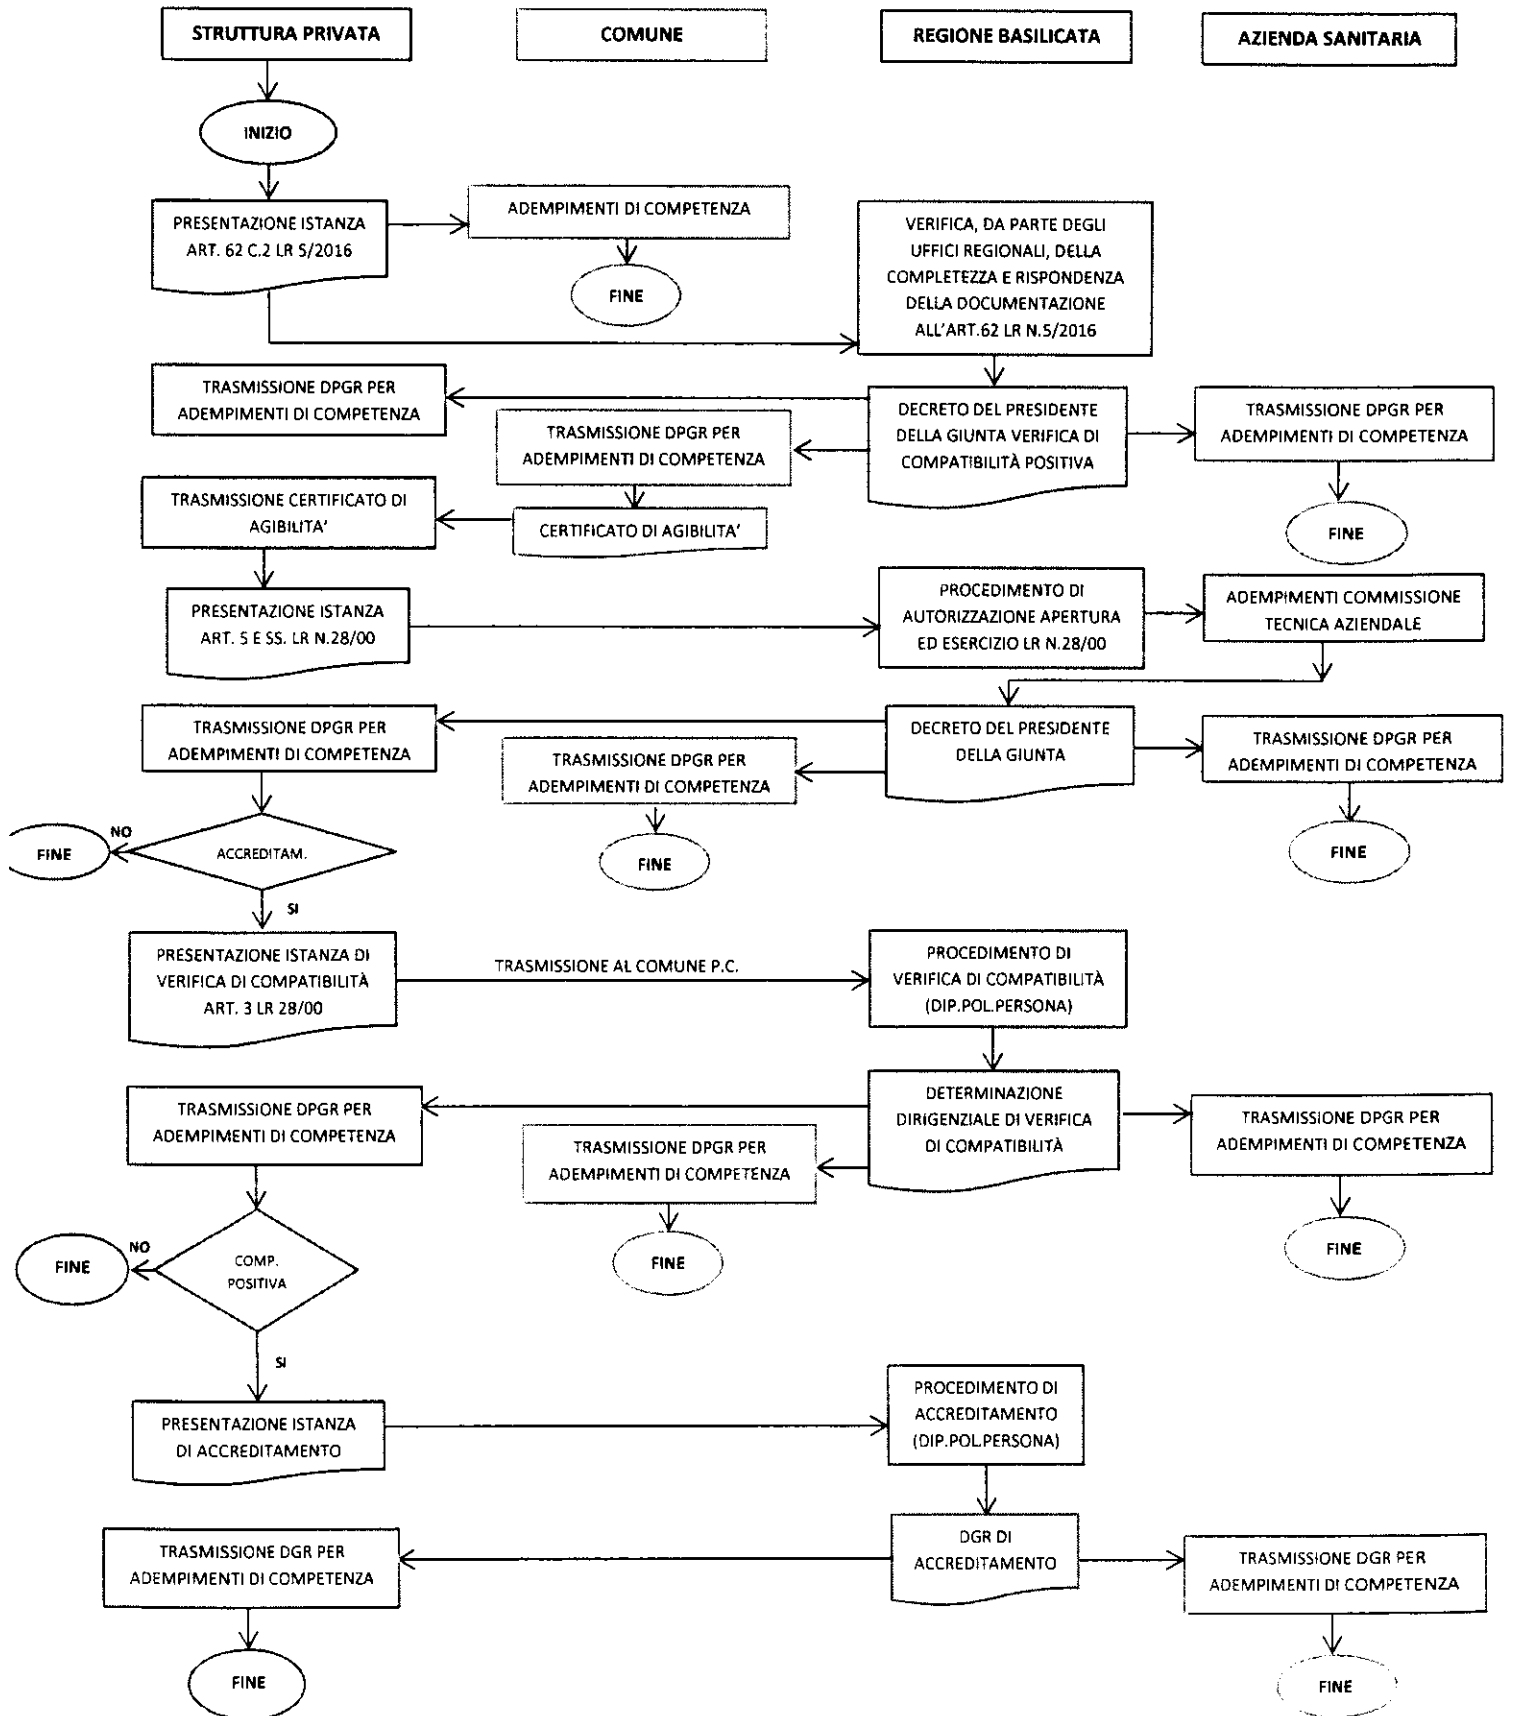 STRUTTURA PRIVATA
COMUNE
REGIONE BASILICATA
AZIENDA SANITARIA
INIZIO
PRESENTAZIONE ISTANZA
ART. 62 C.2 LR 5/2016
ADEMPIMENTI DI COMPETENZA
FINE
VERIFICA, DA PARTE DEGLI
UFFICI REGIONALI, DELLA
COMPLETEZZA E RISPONDENZA
DELLA DOCUMENTAZIONE
ALL'ART.62 LR N.5/2016
TRASMISSIONE DPGR PER
ADEMPIMENTI DI COMPETENZA
TRASMISSIONE DPGR PER
ADEMPIMENTI DI COMPETENZA
DECRETO DEL PRESIDENTE
DELLA GIUNTA VERIFICA DI
COMPATIBILITÀ POSITIVA
TRASMISSIONE DPGR PER
ADEMPIMENTI DI COMPETENZA
FINE
TRASMISSIONE CERTIFICATO DI
AGIBILITA'
CERTIFICATO DI AGIBILITA'
PRESENTAZIONE ISTANZA
ART. 5 E SS. LR N.28/00
PROCEDIMENTO DI
AUTORIZZAZIONE APERTURA
ED ESERCIZIO LR N.28/00
ADEMPIMENTI COMMISSIONE
TECNICA AZIENDALE
TRASMISSIONE DPGR PER
ADEMPIMENTI DI COMPETENZA
TRASMISSIONE DPGR PER
ADEMPIMENTI DI COMPETENZA
DECRETO DEL PRESIDENTE
DELLA GIUNTA
TRASMISSIONE DPGR PER
ADEMPIMENTI DI COMPETENZA
FINE
NO
ACCREDITAM.
FINE
FINE
SI
PRESENTAZIONE ISTANZA DI
VERIFICA DI COMPATIBILITÀ
ART. 3 LR 28/00
TRASMISSIONE AL COMUNE P.C.
PROCEDIMENTO DI
VERIFICA DI COMPATIBILITÀ
(DIP.POL.PERSONA)
TRASMISSIONE DPGR PER
ADEMPIMENTI DI COMPETENZA
TRASMISSIONE DPGR PER
ADEMPIMENTI DI COMPETENZA
DETERMINAZIONE
DIRIGENZIALE DI VERIFICA
DI COMPATIBILITÀ
TRASMISSIONE DPGR PER
ADEMPIMENTI DI COMPETENZA
FINE
NO
COMP.
POSITIVA
FINE
FINE
SI
PRESENTAZIONE ISTANZA
DI ACCREDITAMENTO
PROCEDIMENTO DI
ACCREDITAMENTO
(DIP.POL.PERSONA)
TRASMISSIONE DGR PER
ADEMPIMENTI DI COMPETENZA
DGR DI
ACCREDITAMENTO
TRASMISSIONE DGR PER
ADEMPIMENTI DI COMPETENZA
FINE
FINE